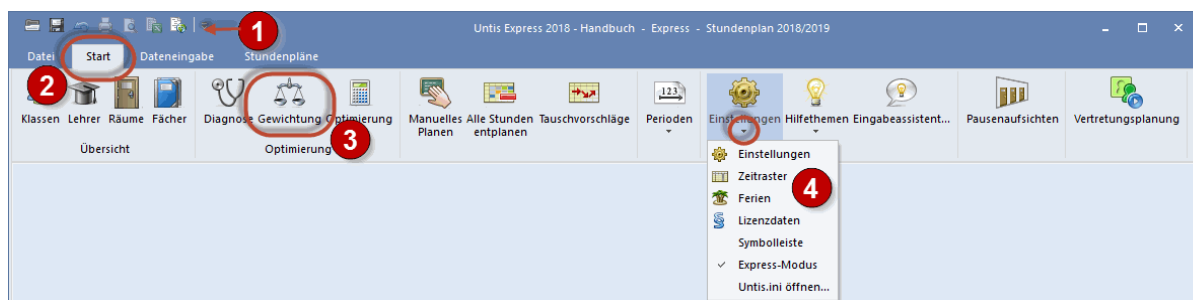 Untis Express 2018 - Handbuch - Express - Stundenplan 2018/2019
1
Datei Start Dateneingabe Stundenpläne
2
Klassen Lehrer Räume Fächer Diagnose Gewichtung Optimierung Manuelles Planen Alle Stunden entplanen Tauschvorschläge Perioden Einstellungen Hilfethemen Eingabeassistent... Pausenaufsichten Vertretungsplanung
123
3
Übersicht Optimierung
Einstellungen
Zeitraster
4
Ferien
Lizenzdaten
Symbolleiste
Express-Modus
Untis.ini öffnen...